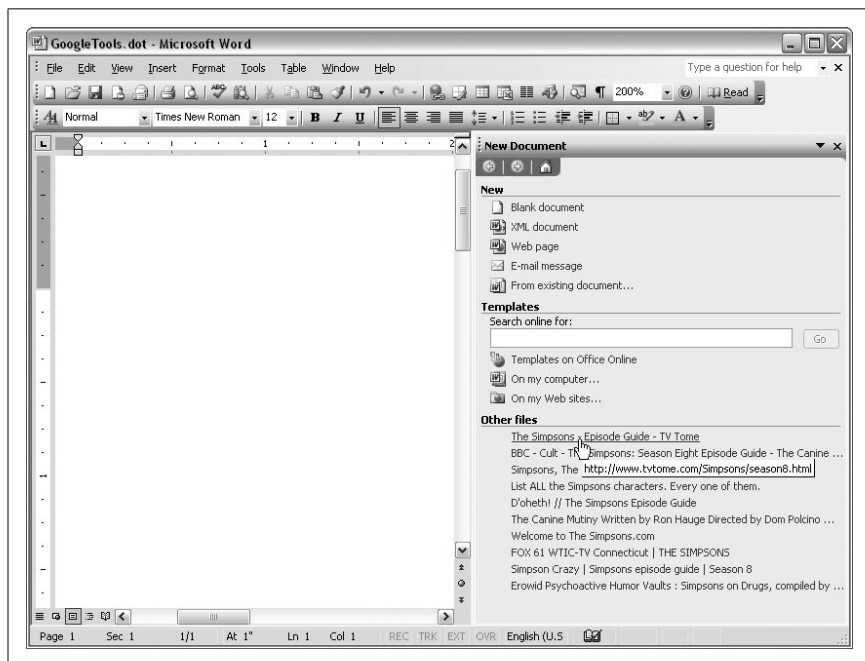 GoogleTools.dot - Microsoft Word
File Edit View Insert Format Tools Table Window Help Type a question for help
200% Read
Normal Times New Roman 12 B I U A
1 2
New Document
New
Blank document
XML document
Web page
E-mail message
From existing document...
Templates
Search online for:
Go
Templates on Office Online
On my computer...
On my Web sites...
Other files
The Simpsons - Episode Guide - TV Tome
BBC - Cult - The Simpsons: Season Eight Episode Guide - The Canine ...
Simpsons, The
http://www.tvtome.com/Simpsons/season8.html
List ALL the Simpsons characters. Every one of them.
D'oheth! // The Simpsons Episode Guide
The Canine Mutiny Written by Ron Hauge Directed by Dom Polcino ...
Welcome to The Simpsons.com
FOX 61 WTIC-TV Connecticut | THE SIMPSONS
Simpson Crazy | Simpsons episode guide | Season 8
Erowid Psychoactive Humor Vaults : Simpsons on Drugs, compiled by ...
Page 1 Sec 1 1/1 At 1" Ln 1 Col 1 REC TRK EXT OVR English (U.S